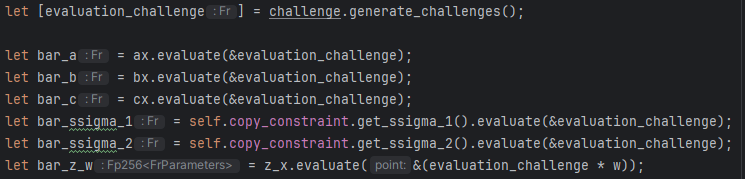 let [evaluation_challenge: Fr] = challenge.generate_challenges();
let bar_a: Fr = ax.evaluate(&evaluation_challenge);
let bar_b: Fr = bx.evaluate(&evaluation_challenge);
let bar_c: Fr = cx.evaluate(&evaluation_challenge);
let bar_ssigma_1: Fr = self.copy_constraint.get_ssigma_1().evaluate(&evaluation_challenge);
let bar_ssigma_2: Fr = self.copy_constraint.get_ssigma_2().evaluate(&evaluation_challenge);
let bar_z_w: Fp256<FrParameters> = z_x.evaluate( point: &(evaluation_challenge * w));